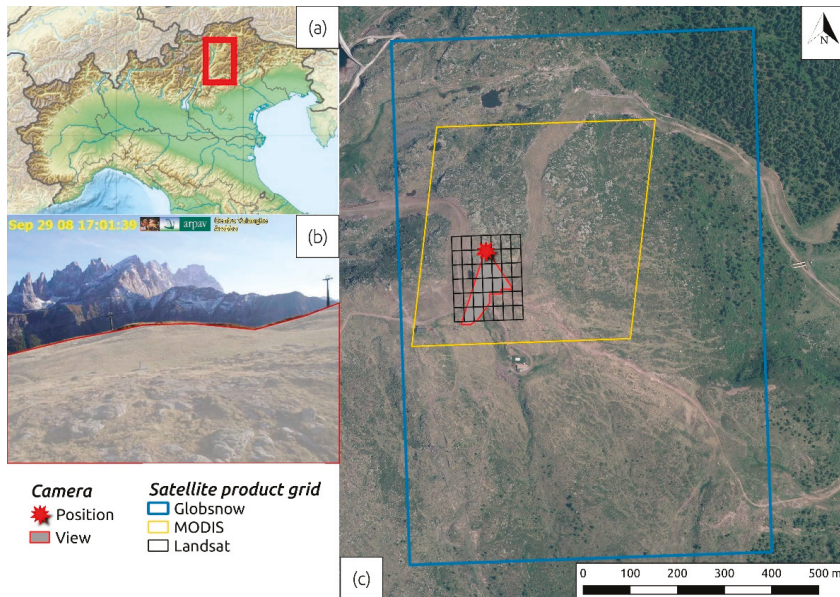 (a)
N
Sep 29 08 17:01:39
arpav
(b)
Camera
Position
View
Satellite product grid
Globsnow
MODIS
Landsat
(c)
0 100 200 300 400 500 m